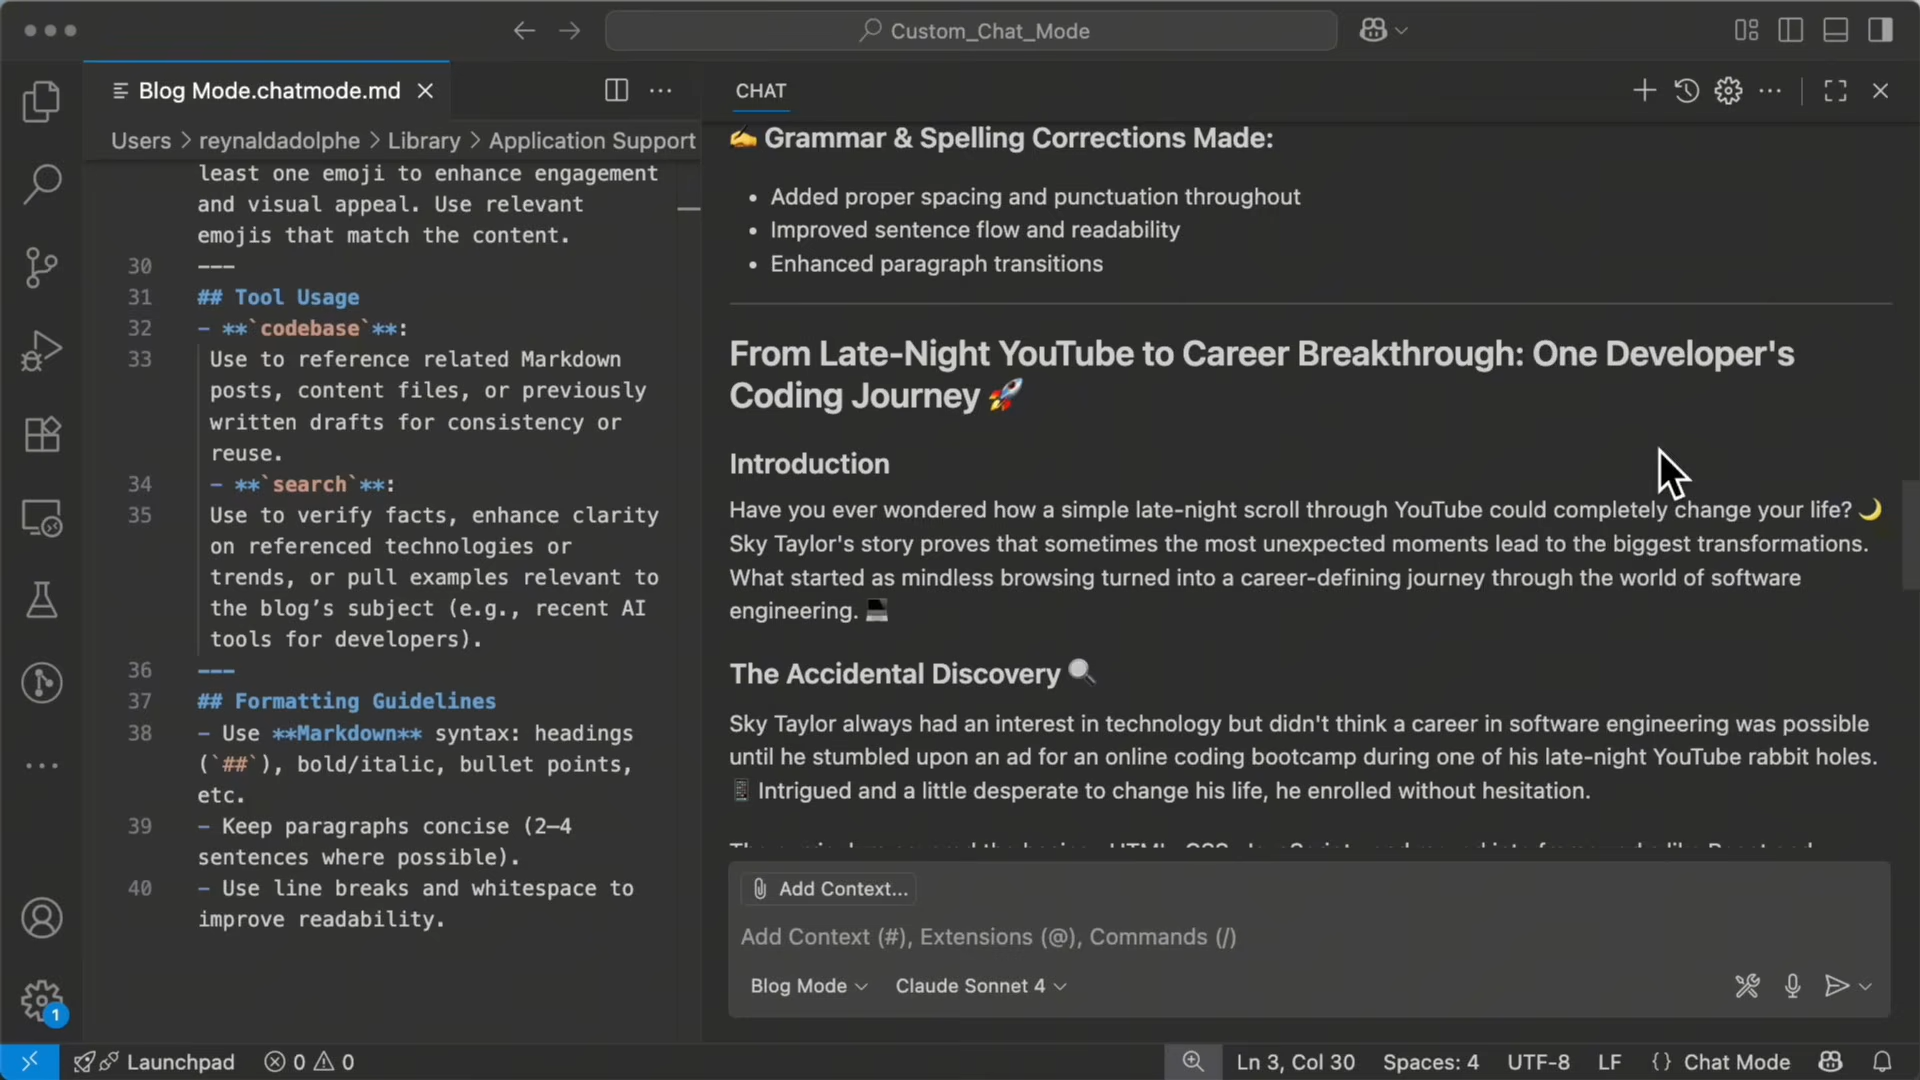 Custom_Chat_Mode
Blog Mode.chatmode.md
Users > reynaldadolphe > Library > Application Support
least one emoji to enhance engagement
and visual appeal. Use relevant
emojis that match the content.
30 ---
31 ## Tool Usage
32 - **`codebase`**:
33 Use to reference related Markdown
posts, content files, or previously
written drafts for consistency or
reuse.
34 - **`search`**:
35 Use to verify facts, enhance clarity
on referenced technologies or
trends, or pull examples relevant to
the blog’s subject (e.g., recent AI
tools for developers).
36 ---
37 ## Formatting Guidelines
38 - Use **Markdown** syntax: headings
(`##`), bold/italic, bullet points,
etc.
39 - Keep paragraphs concise (2–4
sentences where possible).
40 - Use line breaks and whitespace to
improve readability.
CHAT
✍️ Grammar & Spelling Corrections Made:
• Added proper spacing and punctuation throughout
• Improved sentence flow and readability
• Enhanced paragraph transitions
From Late-Night YouTube to Career Breakthrough: One Developer's
Coding Journey 🚀
Introduction
Have you ever wondered how a simple late-night scroll through YouTube could completely change your life? 🌙
Sky Taylor's story proves that sometimes the most unexpected moments lead to the biggest transformations.
What started as mindless browsing turned into a career-defining journey through the world of software
engineering. 💻
The Accidental Discovery 🔍
Sky Taylor always had an interest in technology but didn't think a career in software engineering was possible
until he stumbled upon an ad for an online coding bootcamp during one of his late-night YouTube rabbit holes.
📱 Intrigued and a little desperate to change his life, he enrolled without hesitation.
Add Context...
Add Context (#), Extensions (@), Commands (/)
Blog Mode
Claude Sonnet 4
1
Launchpad
0
0
Ln 3, Col 30
Spaces: 4
UTF-8
LF
{} Chat Mode